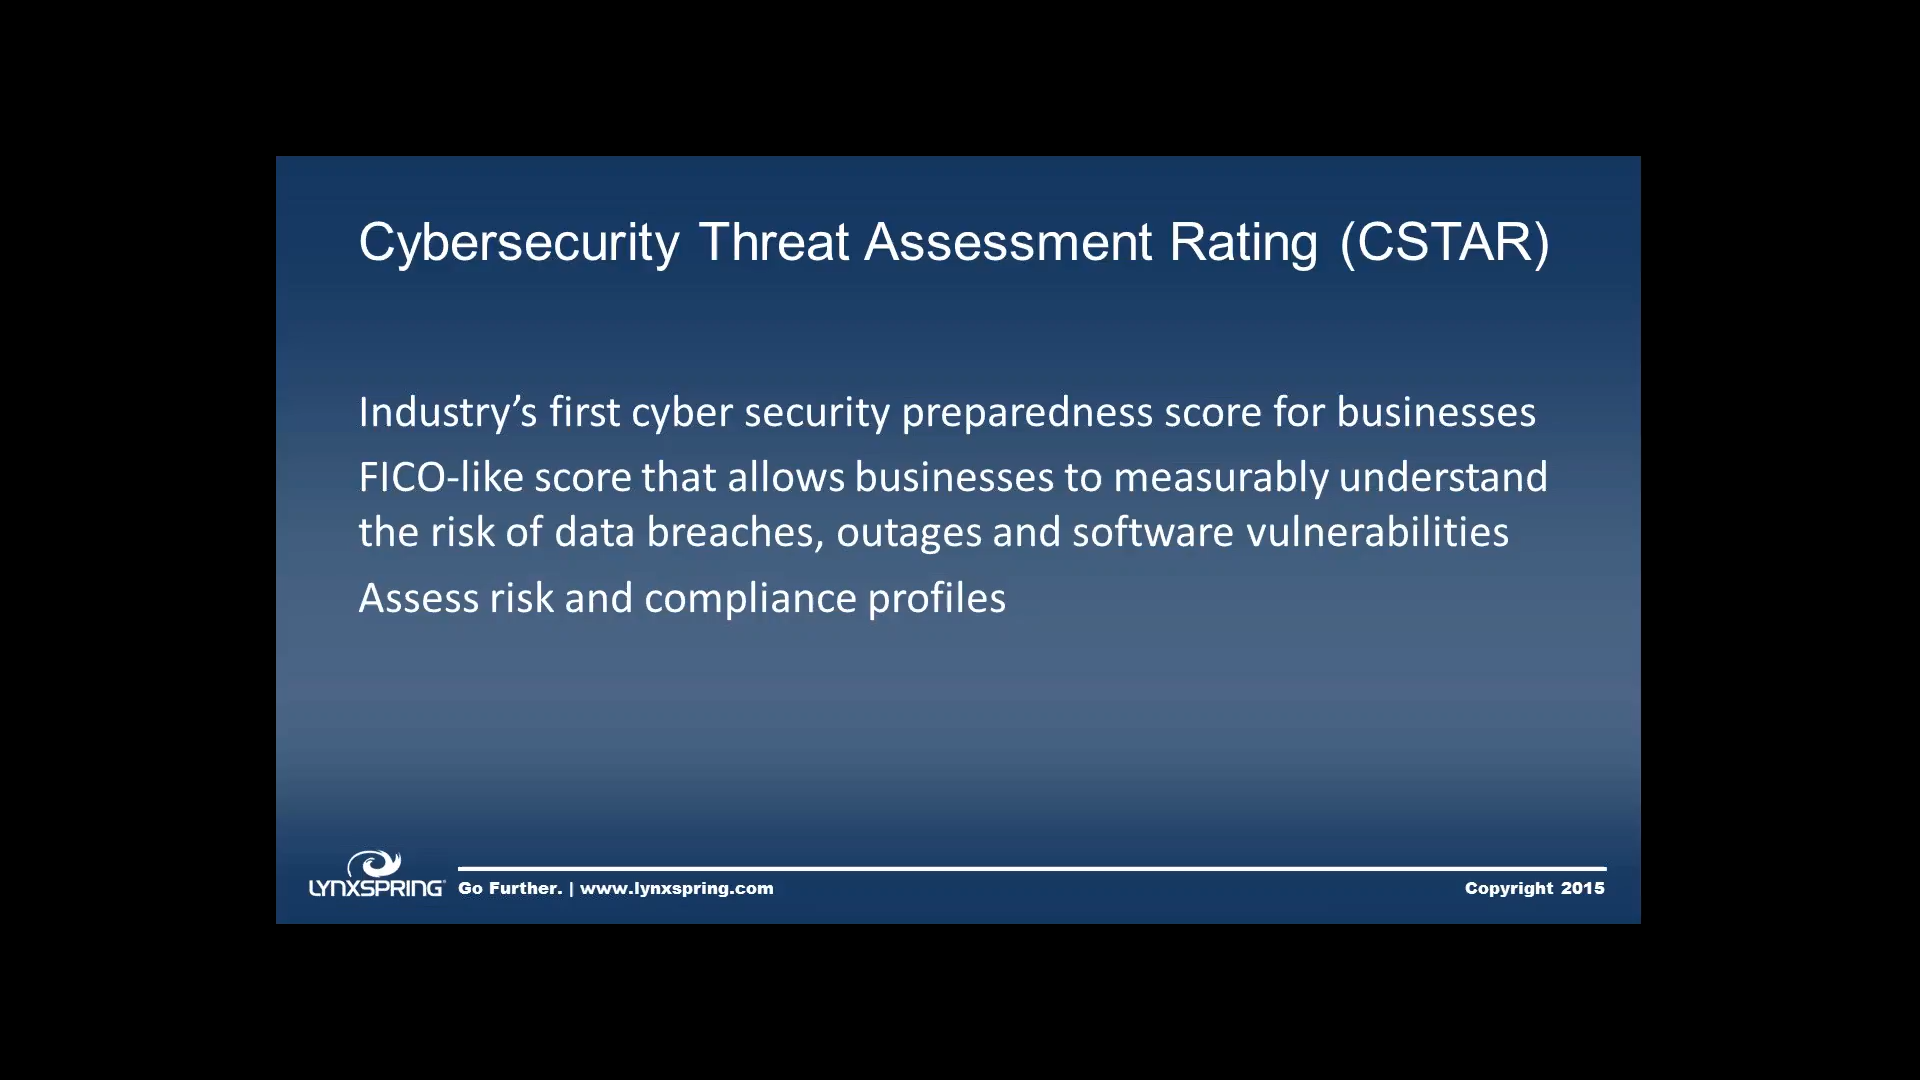 Cybersecurity Threat Assessment Rating (CSTAR)
Industry’s first cyber security preparedness score for businesses
FICO-like score that allows businesses to measurably understand
the risk of data breaches, outages and software vulnerabilities
Assess risk and compliance profiles
LYNXSPRING Go Further. | www.lynxspring.com
Copyright 2015